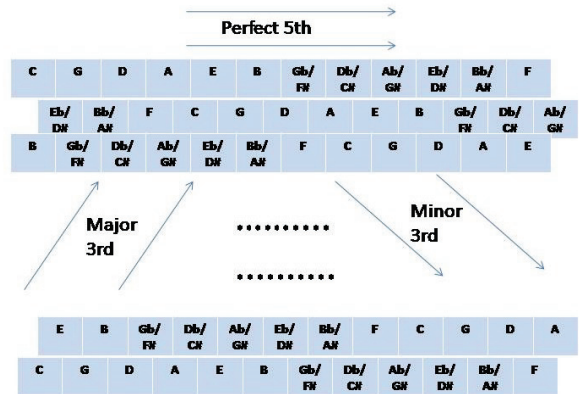 Perfect 5th
C G D A E B Gb/ F# Db/ C# Ab/ G# Eb/ D# Bb/ A# F
Eb/ D# Bb/ A# F C G D A E B Gb/ F# Db/ C# Ab/ G#
B Gb/ F# Db/ C# Ab/ G# Eb/ D# Bb/ A# F C G D A E
Major
3rd
Minor
3rd
E B Gb/ F# Db/ C# Ab/ G# Eb/ D# Bb/ A# F C G D A
C G D A E B Gb/ F# Db/ C# Ab/ G# Eb/ D# Bb/ A# F